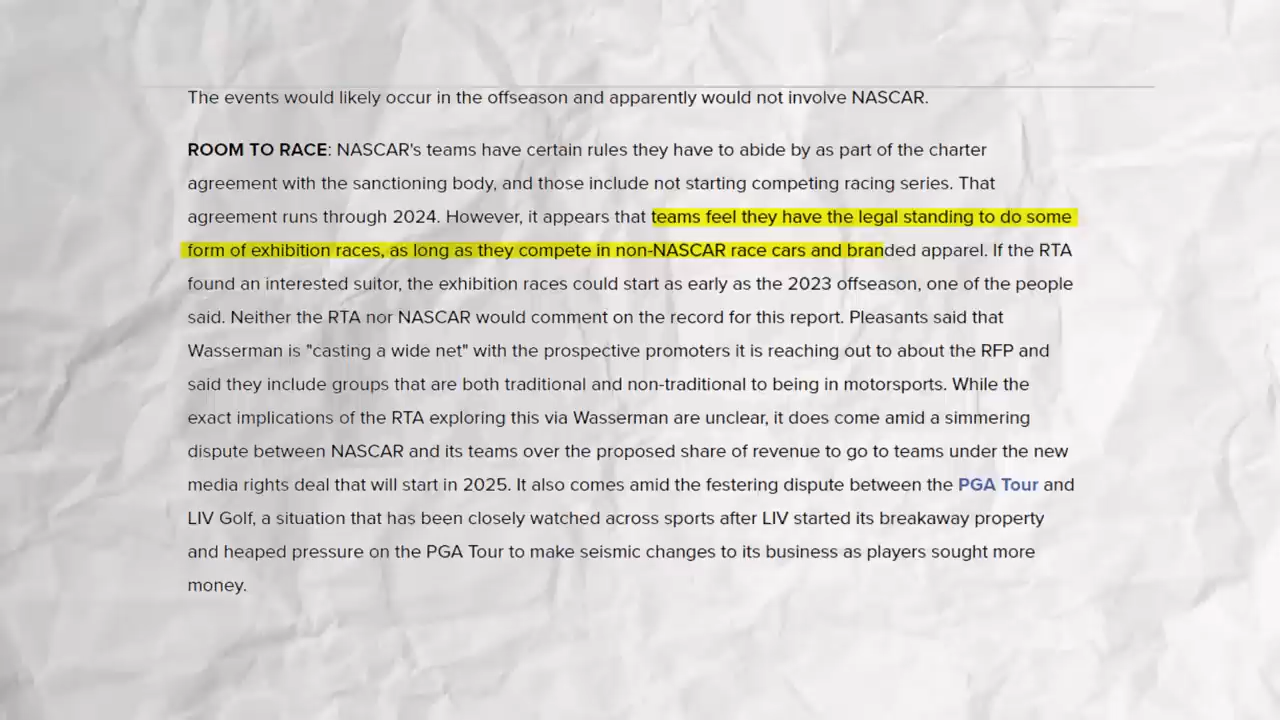 The events would likely occur in the offseason and apparently would not involve NASCAR.
ROOM TO RACE: NASCAR's teams have certain rules they have to abide by as part of the charter
agreement with the sanctioning body, and those include not starting competing racing series. That
agreement runs through 2024. However, it appears that teams feel they have the legal standing to do some
form of exhibition races, as long as they compete in non-NASCAR race cars and branded apparel. If the RTA
found an interested suitor, the exhibition races could start as early as the 2023 offseason, one of the people
said. Neither the RTA nor NASCAR would comment on the record for this report. Pleasants said that
Wasserman is "casting a wide net" with the prospective promoters it is reaching out to about the RFP and
said they include groups that are both traditional and non-traditional to being in motorsports. While the
exact implications of the RTA exploring this via Wasserman are unclear, it does come amid a simmering
dispute between NASCAR and its teams over the proposed share of revenue to go to teams under the new
media rights deal that will start in 2025. It also comes amid the festering dispute between the PGA Tour and
LIV Golf, a situation that has been closely watched across sports after LIV started its breakaway property
and heaped pressure on the PGA Tour to make seismic changes to its business as players sought more
money.